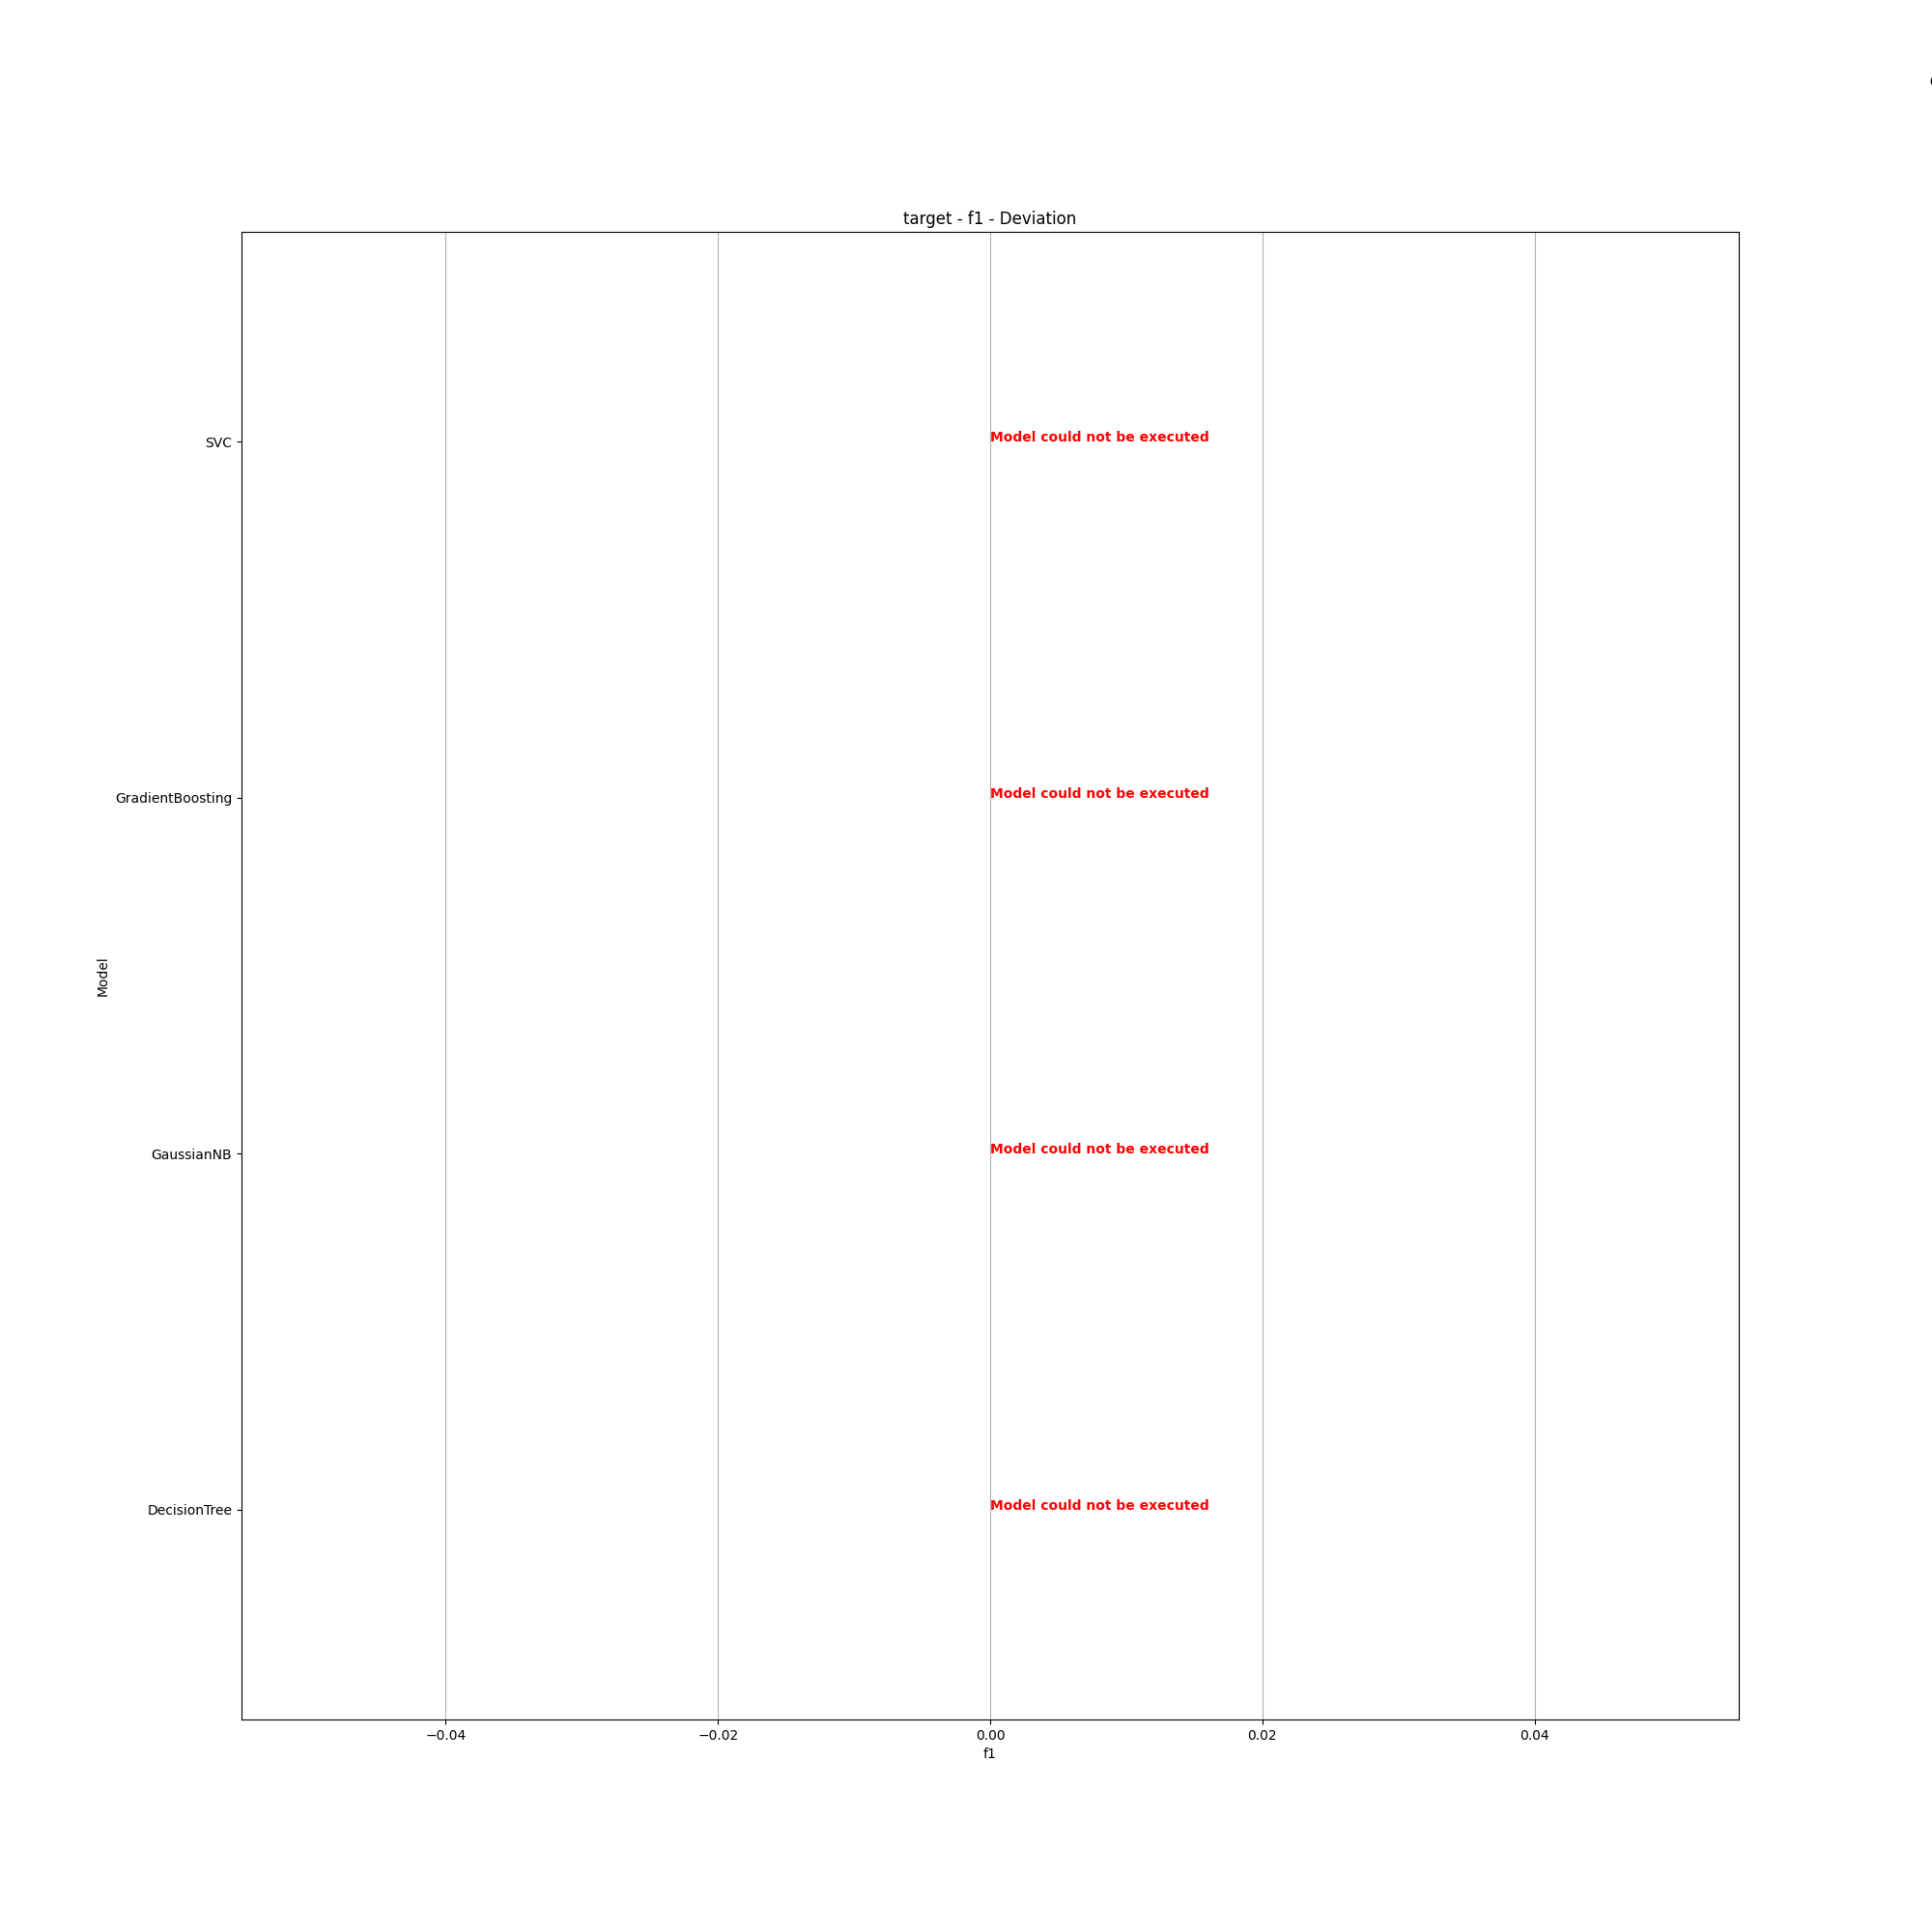 target - f1 - Deviation
SVC
Model could not be executed
GradientBoosting
Model could not be executed
Model
GaussianNB
Model could not be executed
DecisionTree
Model could not be executed
−0.04
−0.02
0.00
0.02
0.04
f1